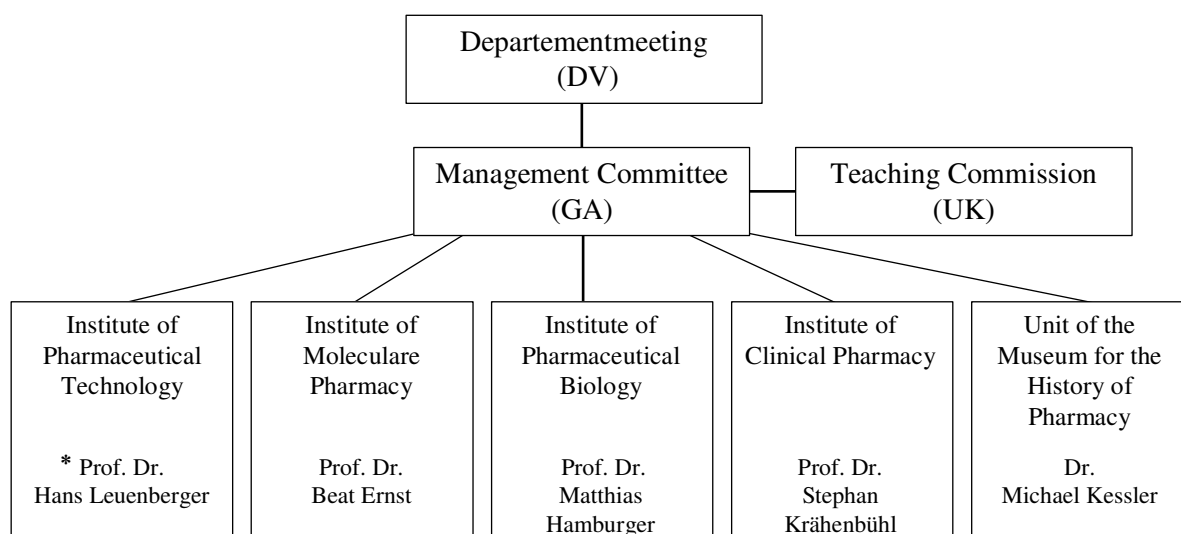 Departementmeeting
(DV)
Management Committee
(GA)
Teaching Commission
(UK)
Institute of
Pharmaceutical
Technology
* Prof. Dr.
Hans Leuenberger
Institute of
Moleculare
Pharmacy
Prof. Dr.
Beat Ernst
Institute of
Pharmaceutical
Biology
Prof. Dr.
Matthias
Hamburger
Institute of
Clinical Pharmacy
Prof. Dr.
Stephan
Krähenbühl
Unit of the
Museum for the
History of
Pharmacy
Dr.
Michael Kessler